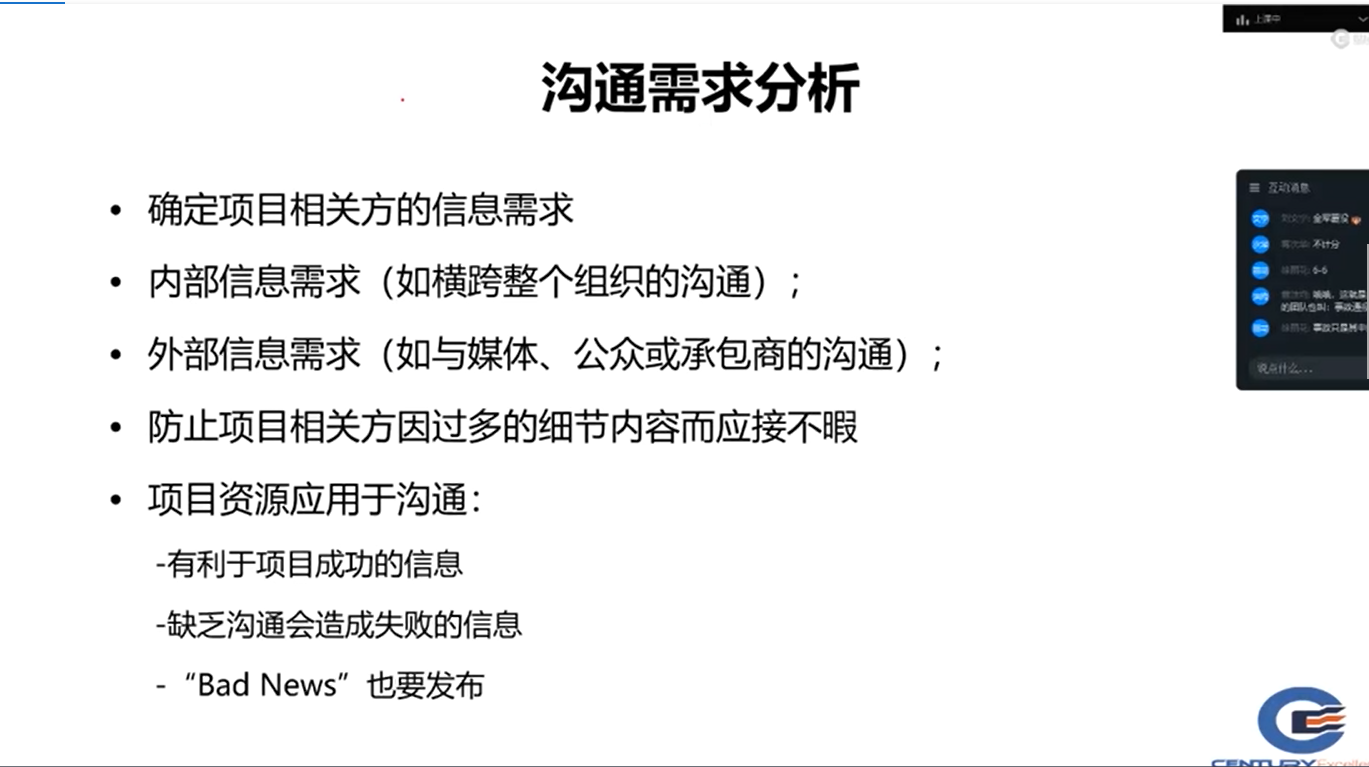 上课中
沟通需求分析
• 确定项目相关方的信息需求
• 内部信息需求（如横跨整个组织的沟通）；
• 外部信息需求（如与媒体、公众或承包商的沟通）；
• 防止项目相关方因过多的细节内容而应接不暇
• 项目资源应用于沟通：
-有利于项目成功的信息
-缺乏沟通会造成失败的信息
-“Bad News”也要发布
互动消息
全军覆没
不计分
6-6
说点什么...
CENTURY